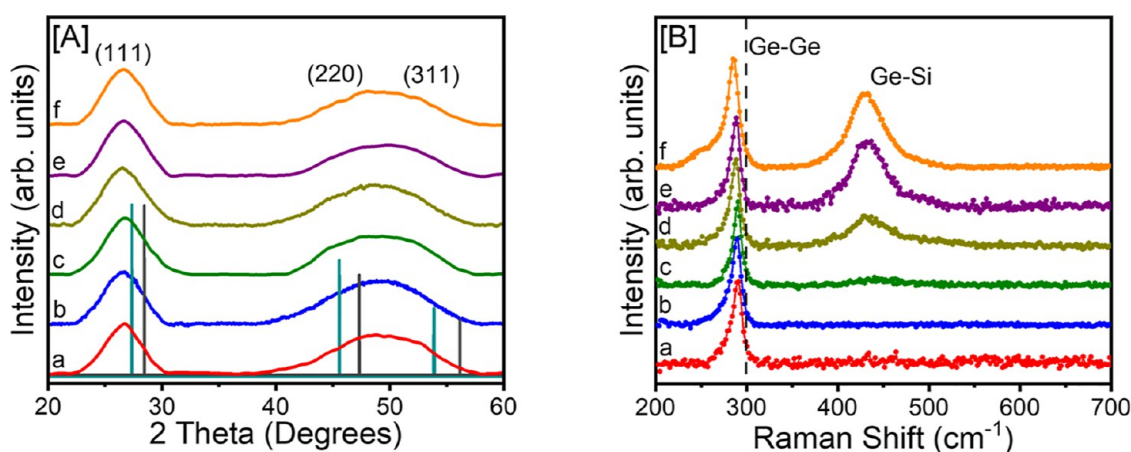 [A]
(111)
(220)
(311)
f
e
d
c
b
a
Intensity (arb. units)
20
30
40
50
60
2 Theta (Degrees)
[B]
Ge-Ge
Ge-Si
f
e
d
c
b
a
Intensity (arb. units)
200
300
400
500
600
700
Raman Shift (cm⁻¹)